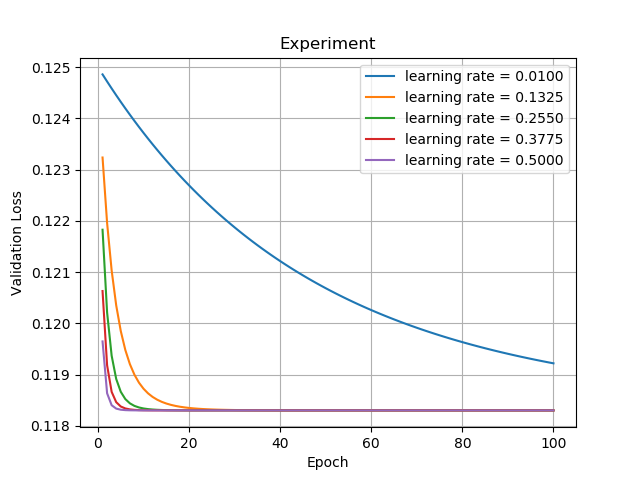 Experiment
0.125
0.124
0.123
0.122
0.121
0.120
0.119
0.118
Validation Loss
learning rate = 0.0100
learning rate = 0.1325
learning rate = 0.2550
learning rate = 0.3775
learning rate = 0.5000
0 20 40 60 80 100
Epoch